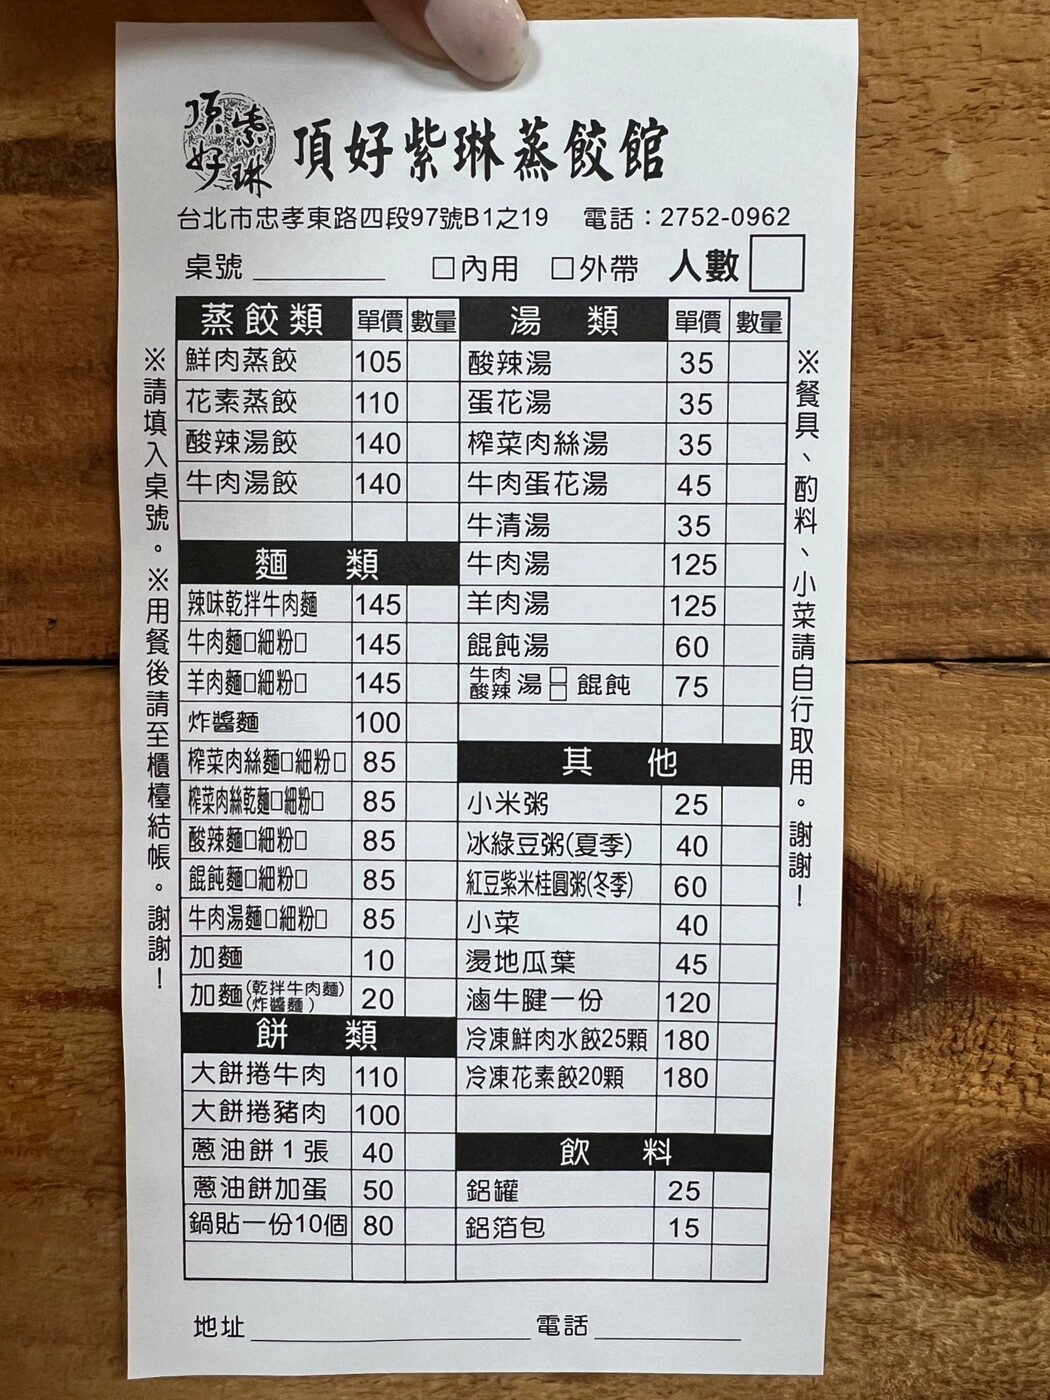 頂好
紫琳
頂好紫琳蒸餃館
台北市忠孝東路四段97號B1之19 電話：2752-0962
桌號 ________ □內用 □外帶 人數 □
※請填入桌號。※用餐後請至櫃檯結帳。謝謝！
蒸餃類 單價 數量
鮮肉蒸餃 105
花素蒸餃 110
酸辣湯餃 140
牛肉湯餃 140
麵 類
辣味乾拌牛肉麵 145
牛肉麵□細粉□ 145
羊肉麵□細粉□ 145
炸醬麵 100
榨菜肉絲麵□細粉□ 85
榨菜肉絲乾麵□細粉□ 85
酸辣麵□細粉□ 85
餛飩麵□細粉□ 85
牛肉湯麵□細粉□ 85
加麵 10
加麵(乾拌牛肉麵)(炸醬麵) 20
餅 類
大餅捲牛肉 110
大餅捲豬肉 100
蔥油餅1張 40
蔥油餅加蛋 50
鍋貼一份10個 80
湯 類 單價 數量
酸辣湯 35
蛋花湯 35
榨菜肉絲湯 35
牛肉蛋花湯 45
牛清湯 35
牛肉湯 125
羊肉湯 125
餛飩湯 60
牛肉酸辣湯□□餛飩 75
其 他
小米粥 25
冰綠豆粥(夏季) 40
紅豆紫米桂圓粥(冬季) 60
小菜 40
燙地瓜葉 45
滷牛腱一份 120
冷凍鮮肉水餃25顆 180
冷凍花素餃20顆 180
飲 料
鋁罐 25
鋁箔包 15
※餐具、酌料、小菜請自行取用。謝謝！
地址 ________________ 電話 ________